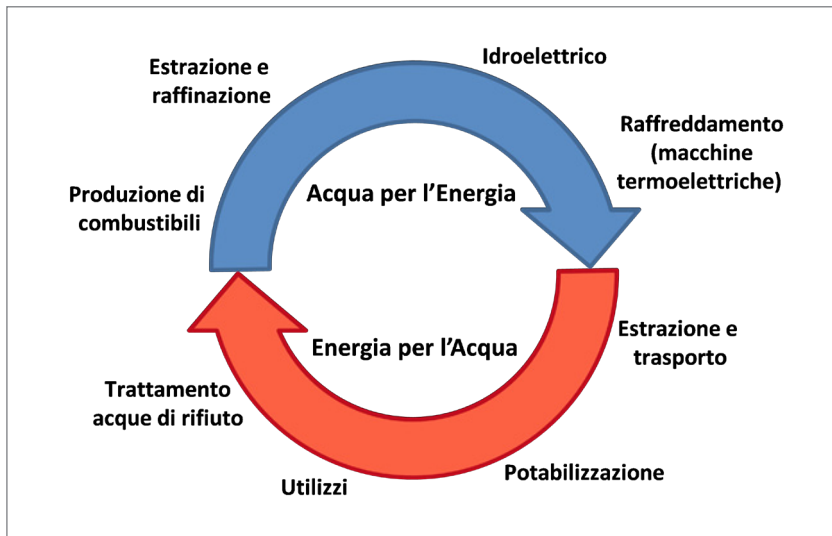 Idroelettrico
Estrazione e
raffinazione
Raffreddamento
(macchine
termoelettriche)
Produzione di
combustibili
Acqua per l’Energia
Energia per l’Acqua
Estrazione e
trasporto
Trattamento
acque di rifiuto
Utilizzi
Potabilizzazione